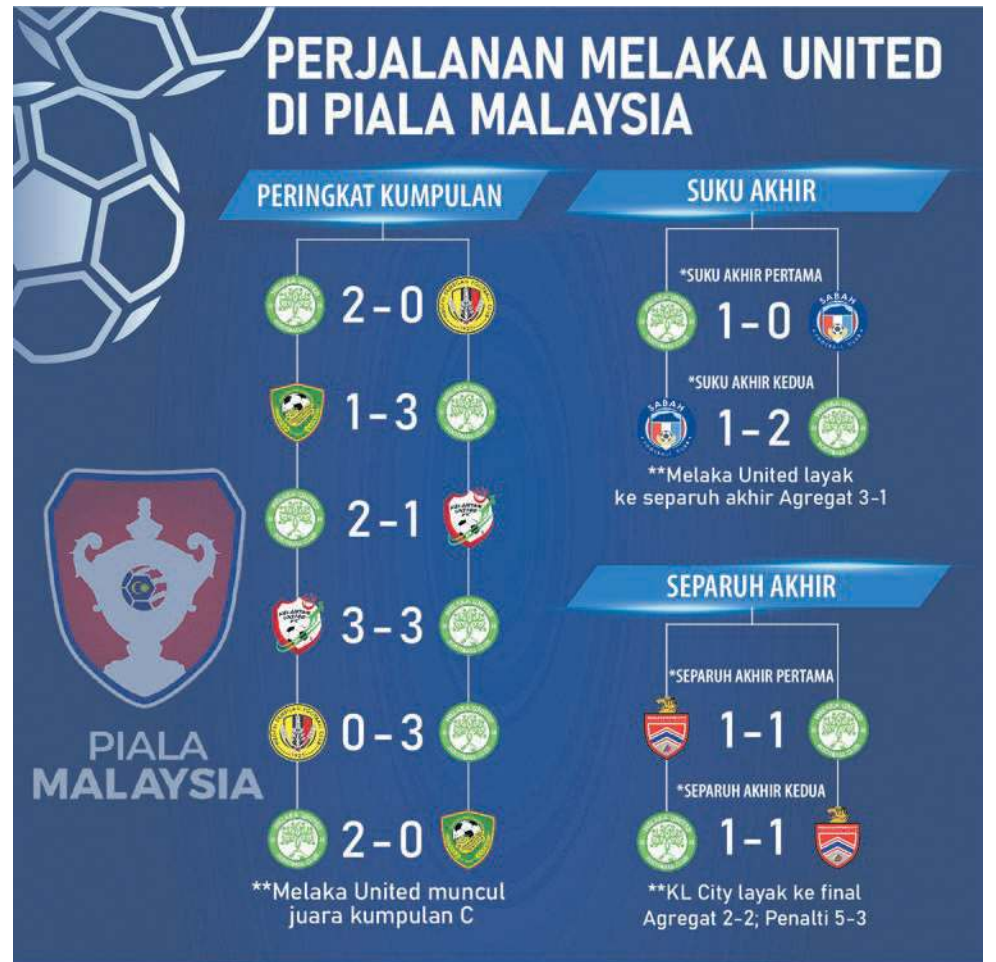 PERJALANAN MELAKA UNITED
DI PIALA MALAYSIA
PERINGKAT KUMPULAN
2-0
1-3
2-1
3-3
0-3
2-0
**Melaka United muncul
juara kumpulan C
SUKU AKHIR
*SUKU AKHIR PERTAMA
SABAH
1-0
*SUKU AKHIR KEDUA
SABAH
1-2
**Melaka United layak
ke separuh akhir Agregat 3-1
SEPARUH AKHIR
*SEPARUH AKHIR PERTAMA
1-1
*SEPARUH AKHIR KEDUA
1-1
**KL City layak ke final
Agregat 2-2; Penalti 5-3
PIALA
MALAYSIA